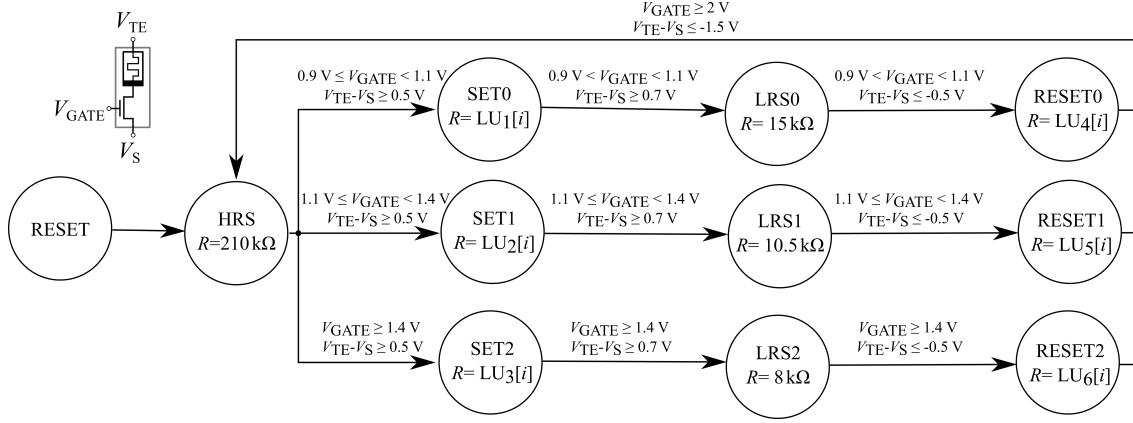 V_GATE ≥ 2 V
V_TE-V_S ≤ -1.5 V
V_TE
V_GATE
V_S
0.9 V ≤ V_GATE < 1.1 V
V_TE-V_S ≥ 0.5 V
SET0
R= LU1[i]
0.9 V < V_GATE < 1.1 V
V_TE-V_S ≥ 0.7 V
LRS0
R= 15 kΩ
0.9 V < V_GATE < 1.1 V
V_TE-V_S ≤ -0.5 V
RESET0
R= LU4[i]
RESET
HRS
R=210 kΩ
1.1 V ≤ V_GATE < 1.4 V
V_TE-V_S ≥ 0.5 V
SET1
R= LU2[i]
1.1 V ≤ V_GATE < 1.4 V
V_TE-V_S ≥ 0.7 V
LRS1
R= 10.5 kΩ
1.1 V ≤ V_GATE < 1.4 V
V_TE-V_S ≤ -0.5 V
RESET1
R= LU5[i]
V_GATE ≥ 1.4 V
V_TE-V_S ≥ 0.5 V
SET2
R= LU3[i]
V_GATE ≥ 1.4 V
V_TE-V_S ≥ 0.7 V
LRS2
R= 8 kΩ
V_GATE ≥ 1.4 V
V_TE-V_S ≤ -0.5 V
RESET2
R= LU6[i]